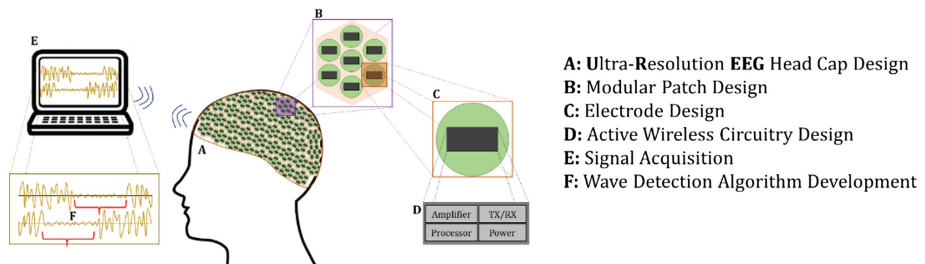 E
B
C
A
D
Amplifier TX/RX
Processor Power
F
A: Ultra-Resolution EEG Head Cap Design
B: Modular Patch Design
C: Electrode Design
D: Active Wireless Circuitry Design
E: Signal Acquisition
F: Wave Detection Algorithm Development